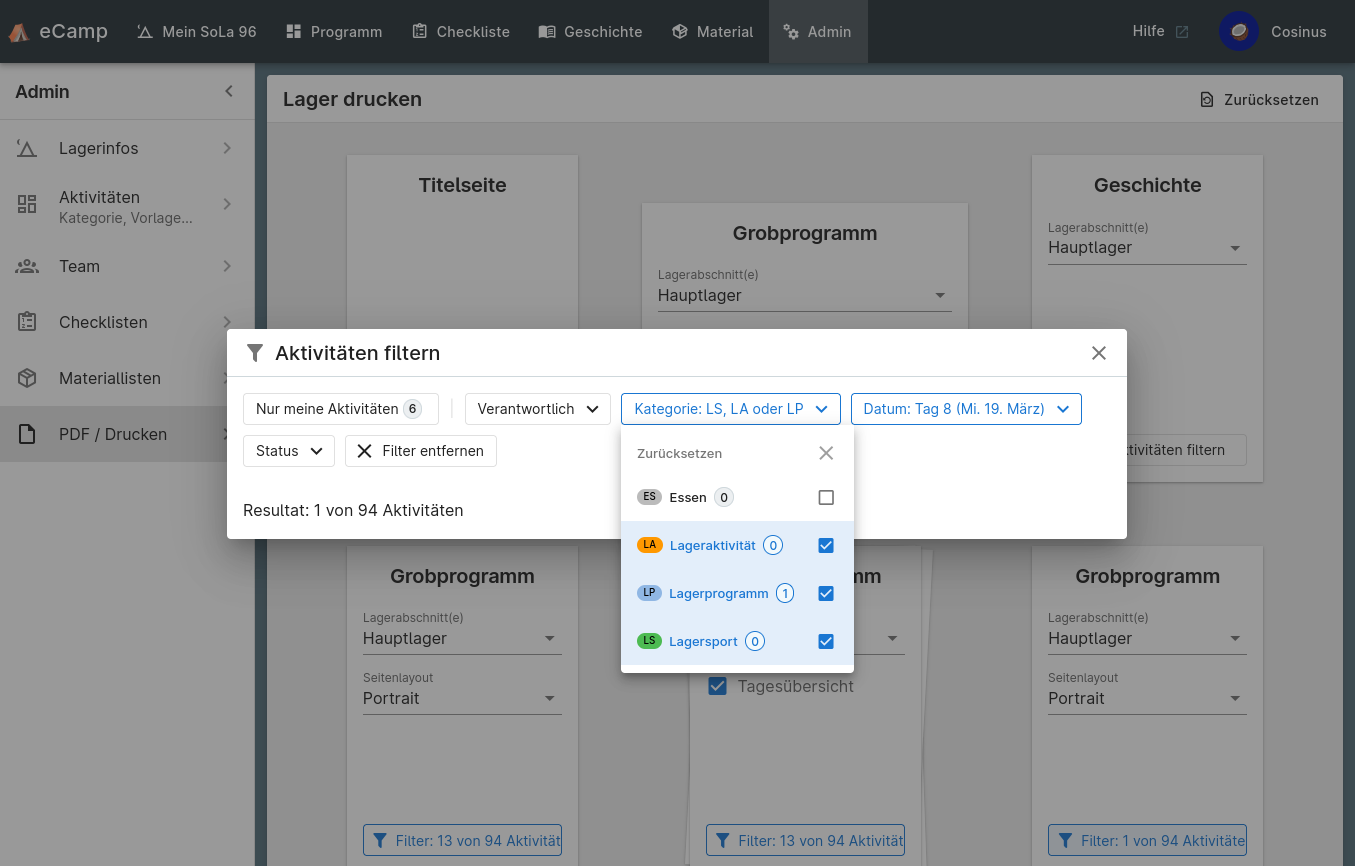 eCamp
Mein SoLa 96
Programm
Checkliste
Geschichte
Material
Admin
Hilfe
Cosinus
Admin
Lagerinfos
Aktivitäten
Kategorie, Vorlage...
Team
Checklisten
Materiallisten
PDF / Drucken
Lager drucken
Zurücksetzen
Titelseite
Grobprogramm
Lagerabschnitt(e)
Hauptlager
Geschichte
Lagerabschnitt(e)
Hauptlager
Aktivitäten filtern
Nur meine Aktivitäten 6
Verantwortlich
Kategorie: LS, LA oder LP
Datum: Tag 8 (Mi. 19. März)
Status
Filter entfernen
Resultat: 1 von 94 Aktivitäten
Zurücksetzen
ES Essen 0
LA Lageraktivität 0
LP Lagerprogramm 1
LS Lagersport 0
tivitäten filtern
Grobprogramm
Lagerabschnitt(e)
Hauptlager
Seitenlayout
Portrait
Filter: 13 von 94 Aktivität
mm
Tagesübersicht
Filter: 13 von 94 Aktivität
Grobprogramm
Lagerabschnitt(e)
Hauptlager
Seitenlayout
Portrait
Filter: 1 von 94 Aktivitäte